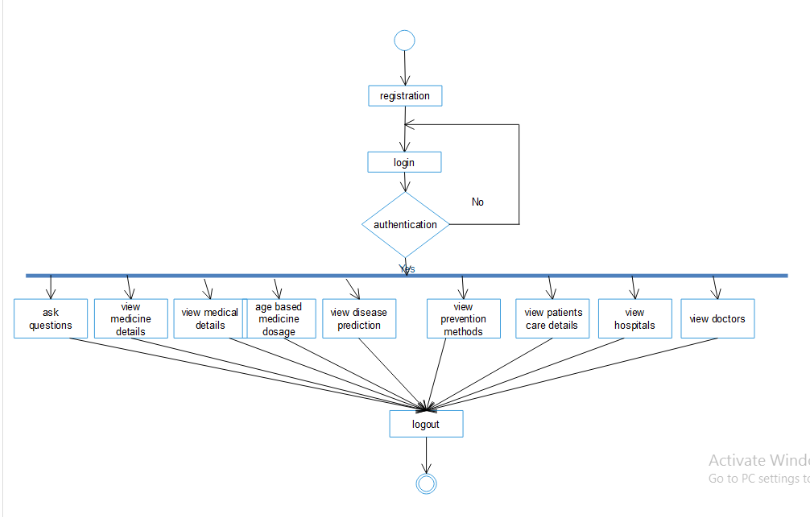 registration
login
No
authentication
Yes
ask
questions
view
medicine
details
view medical
details
age based
medicine
dosage
view disease
prediction
view
prevention
methods
view patients
care details
view
hospitals
view doctors
logout
Activate Wind
Go to PC settings to